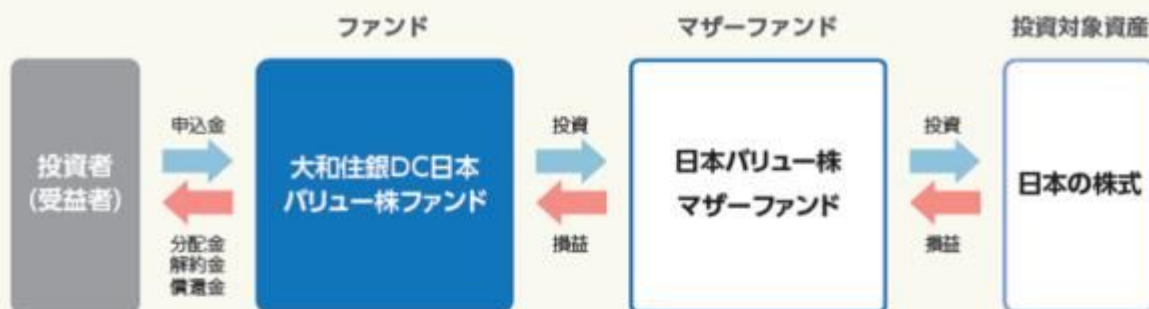 ファンド
マザーファンド
投資対象資産
投資者
(受益者)
申込金
分配金
解約金
償還金
大和住銀DC日本
バリュー株ファンド
投資
損益
日本バリュー株
マザーファンド
投資
損益
日本の株式